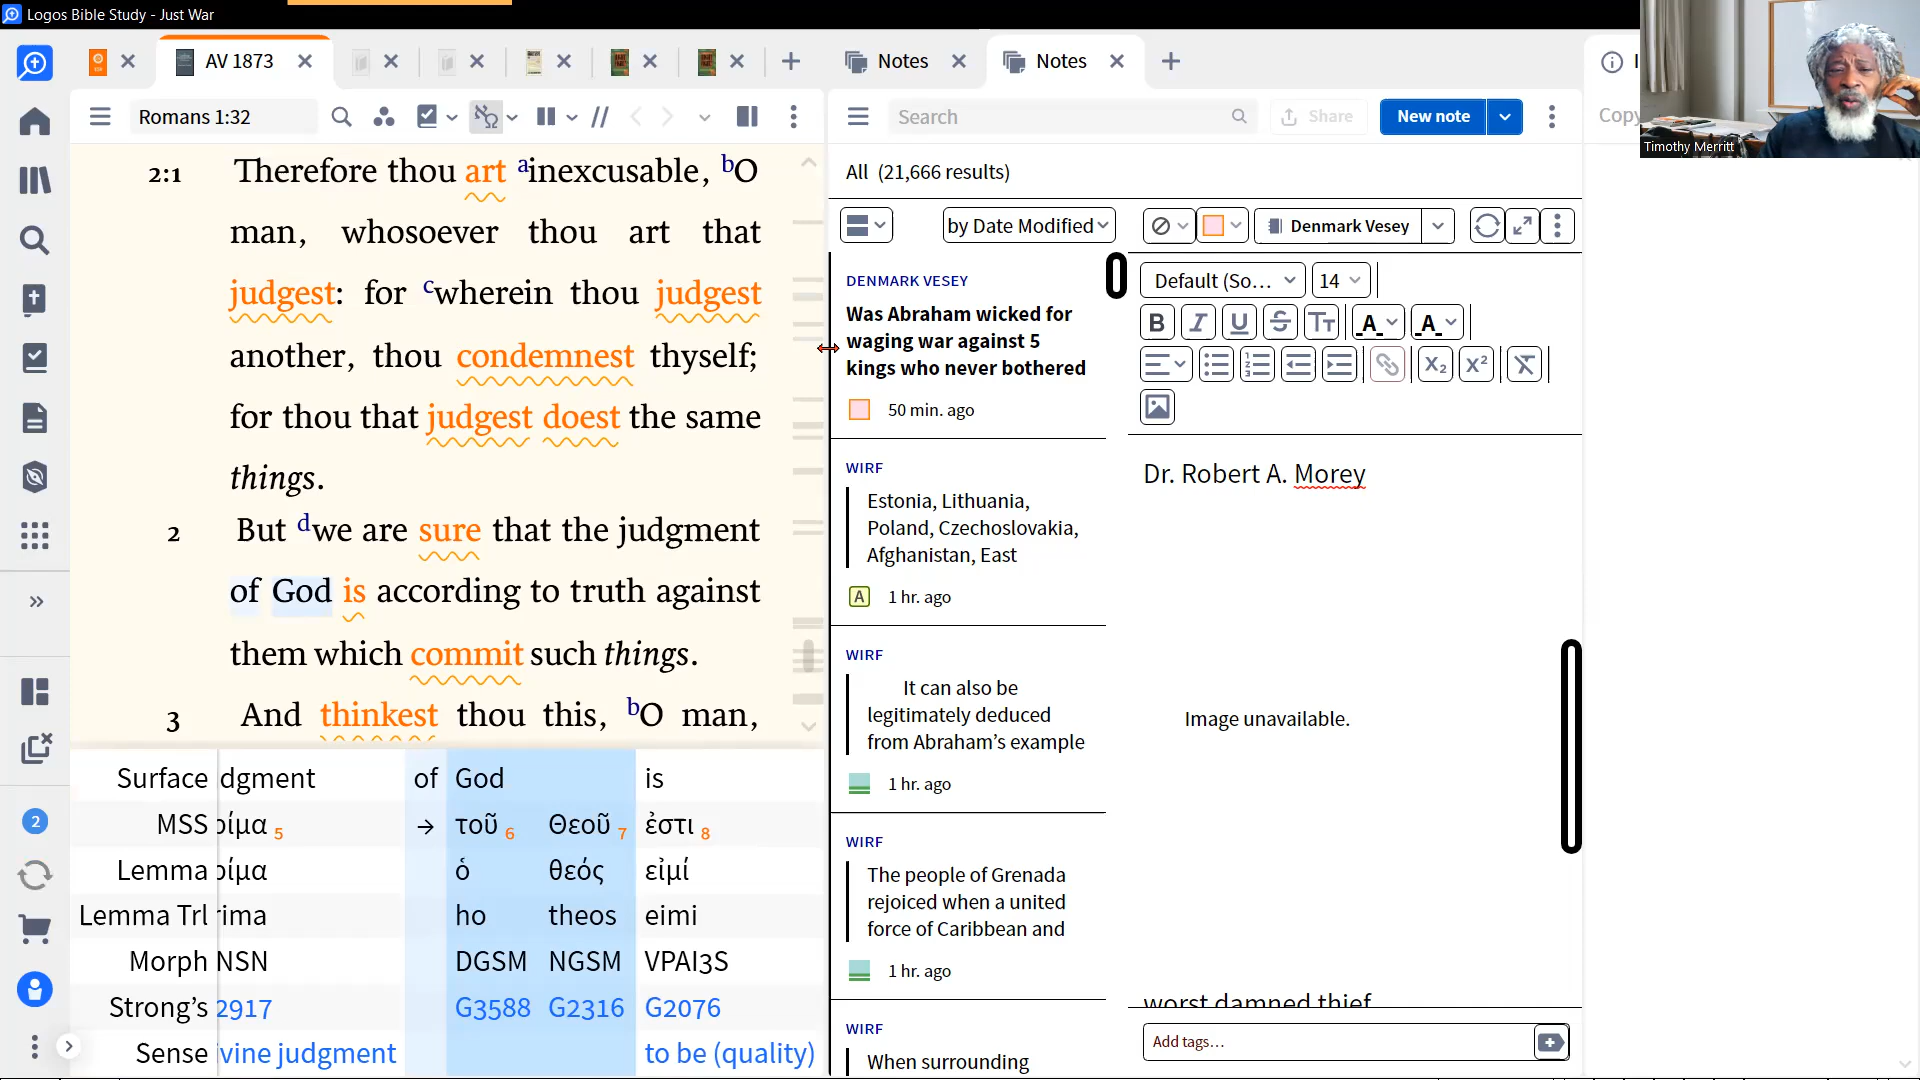 Logos Bible Study - Just War
AV 1873
Romans 1:32
2:1 Therefore thou art ainexcusable, bO
man, whosoever thou art that
judgest: for cwherein thou judgest
another, thou condemnest thyself;
for thou that judgest doest the same
things.
2 But dwe are sure that the judgment
of God is according to truth against
them which commit such things.
3 And thinkest thou this, bO man,
Surface dgment of God is
MSS ρίμα 5 → τοῦ 6 Θεοῦ 7 ἐστι 8
Lemma ρίμα ὁ θεός εἰμί
Lemma Trl rima ho theos eimi
Morph NSN DGSM NGSM VPAI3S
Strong's 2917 G3588 G2316 G2076
Sense vine judgment to be (quality)
2
Notes
Notes
Search
Share
New note
All (21,666 results)
by Date Modified
Denmark Vesey
DENMARK VESEY
Was Abraham wicked for
waging war against 5
kings who never bothered
50 min. ago
WIRF
Estonia, Lithuania,
Poland, Czechoslovakia,
Afghanistan, East
A 1 hr. ago
WIRF
It can also be
legitimately deduced
from Abraham's example
1 hr. ago
WIRF
The people of Grenada
rejoiced when a united
force of Caribbean and
1 hr. ago
WIRF
When surrounding
Default (So... 14
Dr. Robert A. Morey
Image unavailable.
worst damned thief
Add tags...
Copy
Timothy Merritt